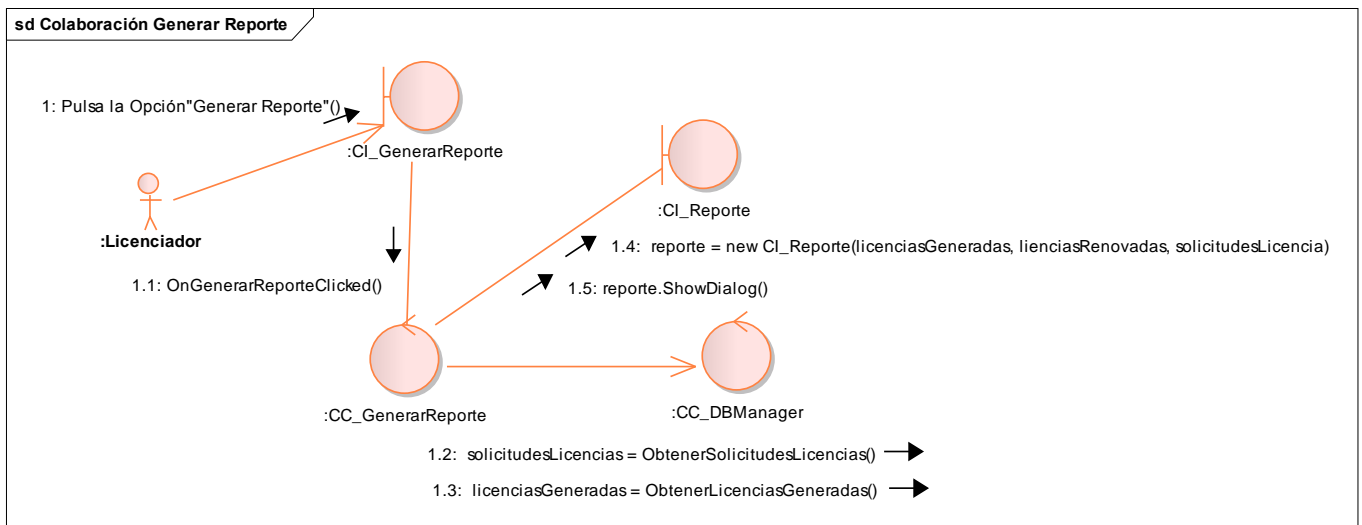 sd Colaboración Generar Reporte
1: Pulsa la Opción"Generar Reporte"()
:CI_GenerarReporte
:CI_Reporte
:Licenciador
1.4:  reporte = new CI_Reporte(licenciasGeneradas, lienciasRenovadas, solicitudesLicencia)
1.1: OnGenerarReporteClicked()
1.5: reporte.ShowDialog()
:CC_GenerarReporte
:CC_DBManager
1.2:  solicitudesLicencias = ObtenerSolicitudesLicencias()
1.3:  licenciasGeneradas = ObtenerLicenciasGeneradas()